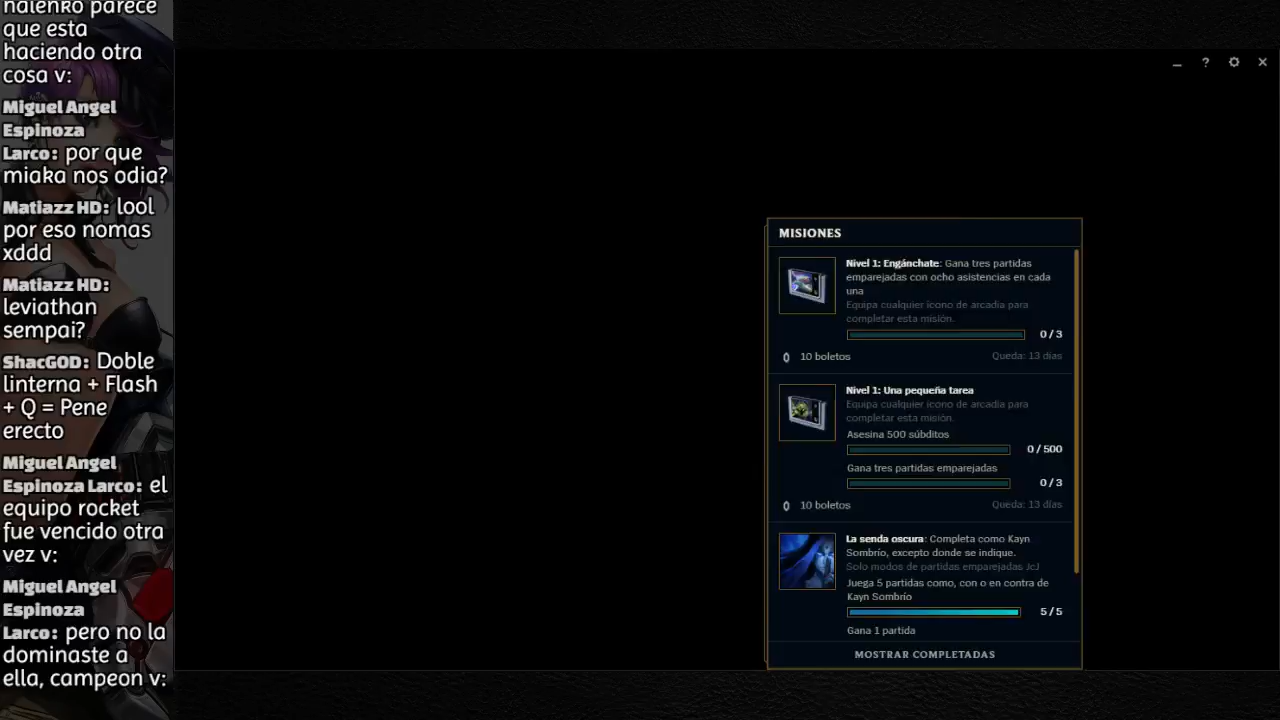 nalenko parece
que esta
haciendo otra
cosa v:
Miguel Angel
Espinoza
Larco: por que
miaka nos odia?
Matiazz HD: lool
por eso nomas
xddd
Matiazz HD:
leviathan
sempai?
ShacGOD: Doble
linterna + Flash
+ Q = Pene
erecto
Miguel Angel
Espinoza Larco: el
equipo rocket
fue vencido otra
vez v:
Miguel Angel
Espinoza
Larco: pero no la
dominaste a
ella, campeon v:
?
MISIONES
Nivel 1: Engánchate: Gana tres partidas
emparejadas con ocho asistencias en cada
una
Equipa cualquier icono de arcadia para
completar esta misión.
0 / 3
10 boletos
Queda: 13 días
Nivel 1: Una pequeña tarea
Equipa cualquier icono de arcadia para
completar esta misión.
Asesina 500 súbditos
0 / 500
Gana tres partidas emparejadas
0 / 3
10 boletos
Queda: 13 días
La senda oscura: Completa como Kayn
Sombrío, excepto donde se indique.
Solo modos de partidas emparejadas JcJ
Juega 5 partidas como, con o en contra de
Kayn Sombrío
5 / 5
Gana 1 partida
MOSTRAR COMPLETADAS